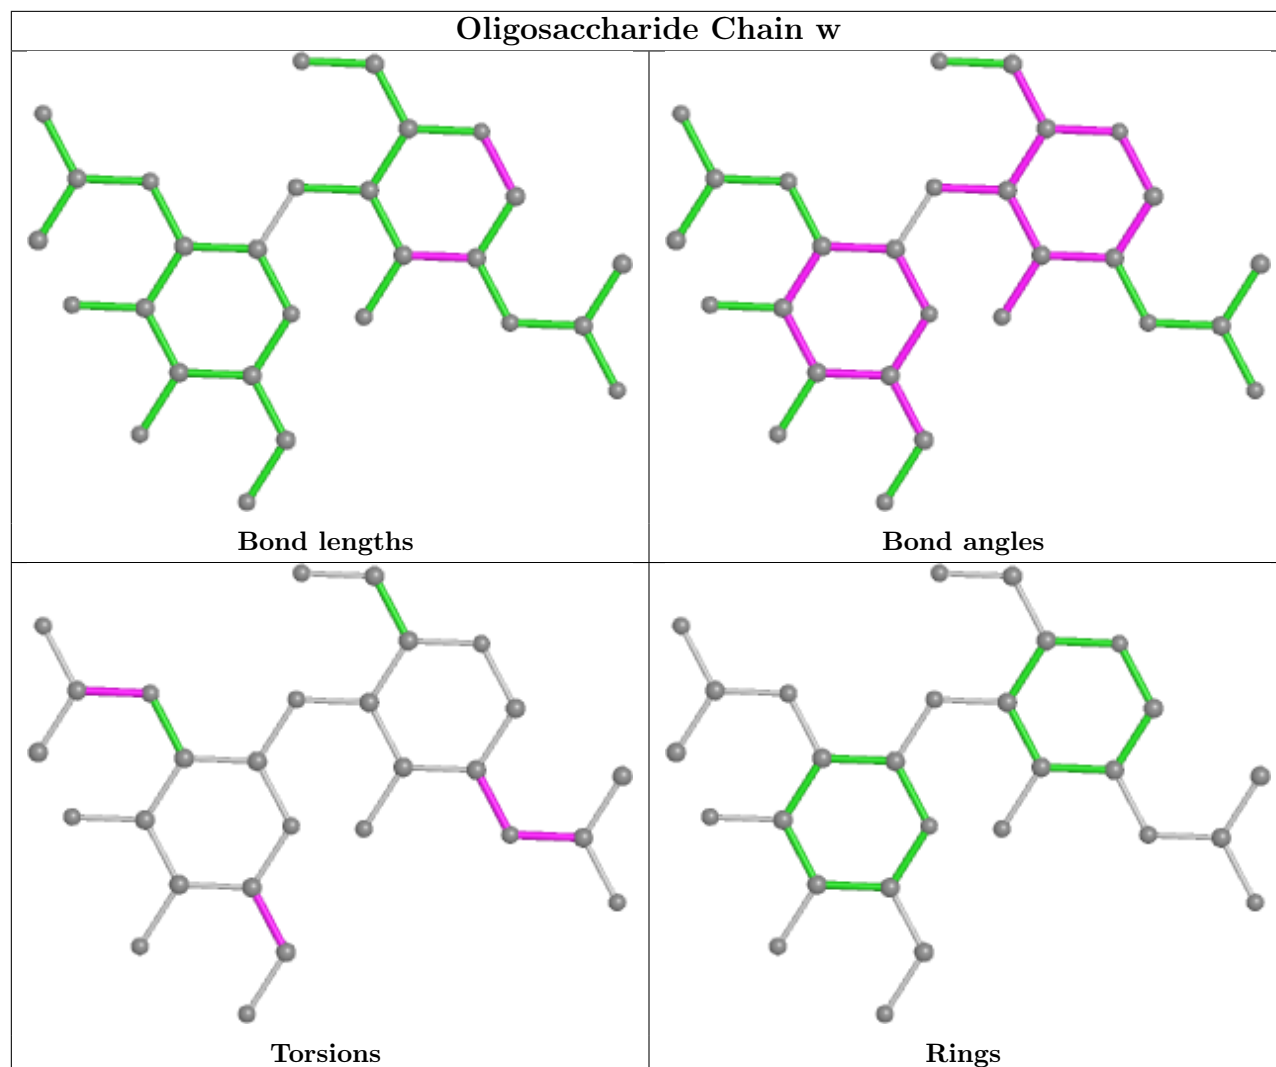 Oligosaccharide Chain w
Bond lengths
Bond angles
Torsions
Rings